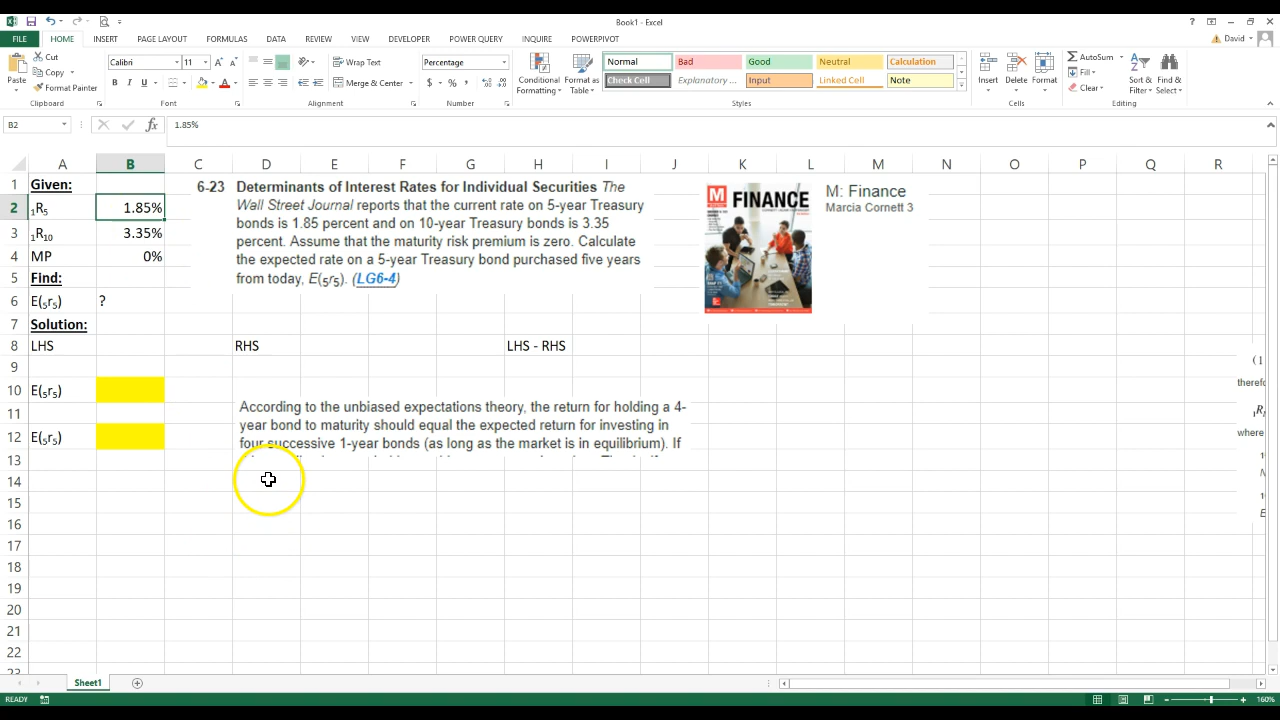 Book1 - Excel
FILE HOME INSERT PAGE LAYOUT FORMULAS DATA REVIEW VIEW DEVELOPER POWER QUERY INQUIRE POWERPIVOT David
Paste Cut Copy Format Painter Clipboard
Calibri 11 B I U A Font
Wrap Text Merge & Center Alignment
Percentage $ % , Number
Conditional Formatting Format as Table
Normal Bad Good Neutral Calculation
Check Cell Explanatory ... Input Linked Cell Note
Styles
Insert Delete Format Cells
AutoSum Fill Clear Sort & Filter Find & Select Editing
B2 fx 1.85%
A B C D E F G H I J K L M N O P Q R
1 Given:
2 ₁R₅ 1.85%
3 ₁R₁₀ 3.35%
4 MP 0%
5 Find:
6 E(₅r₅) ?
7 Solution:
8 LHS RHS LHS - RHS
9
10 E(₅r₅)
11
12 E(₅r₅)
13
14
15
16
17
18
19
20
21
22
23
6-23 Determinants of Interest Rates for Individual Securities The
Wall Street Journal reports that the current rate on 5-year Treasury
bonds is 1.85 percent and on 10-year Treasury bonds is 3.35
percent. Assume that the maturity risk premium is zero. Calculate
the expected rate on a 5-year Treasury bond purchased five years
from today, E(₅r₅). (LG6-4)
M FINANCE
M: Finance
Marcia Cornett 3
According to the unbiased expectations theory, the return for holding a 4-
year bond to maturity should equal the expected return for investing in
four successive 1-year bonds (as long as the market is in equilibrium). If
(1
therefo
₁R
where
Sheet1
READY 160%